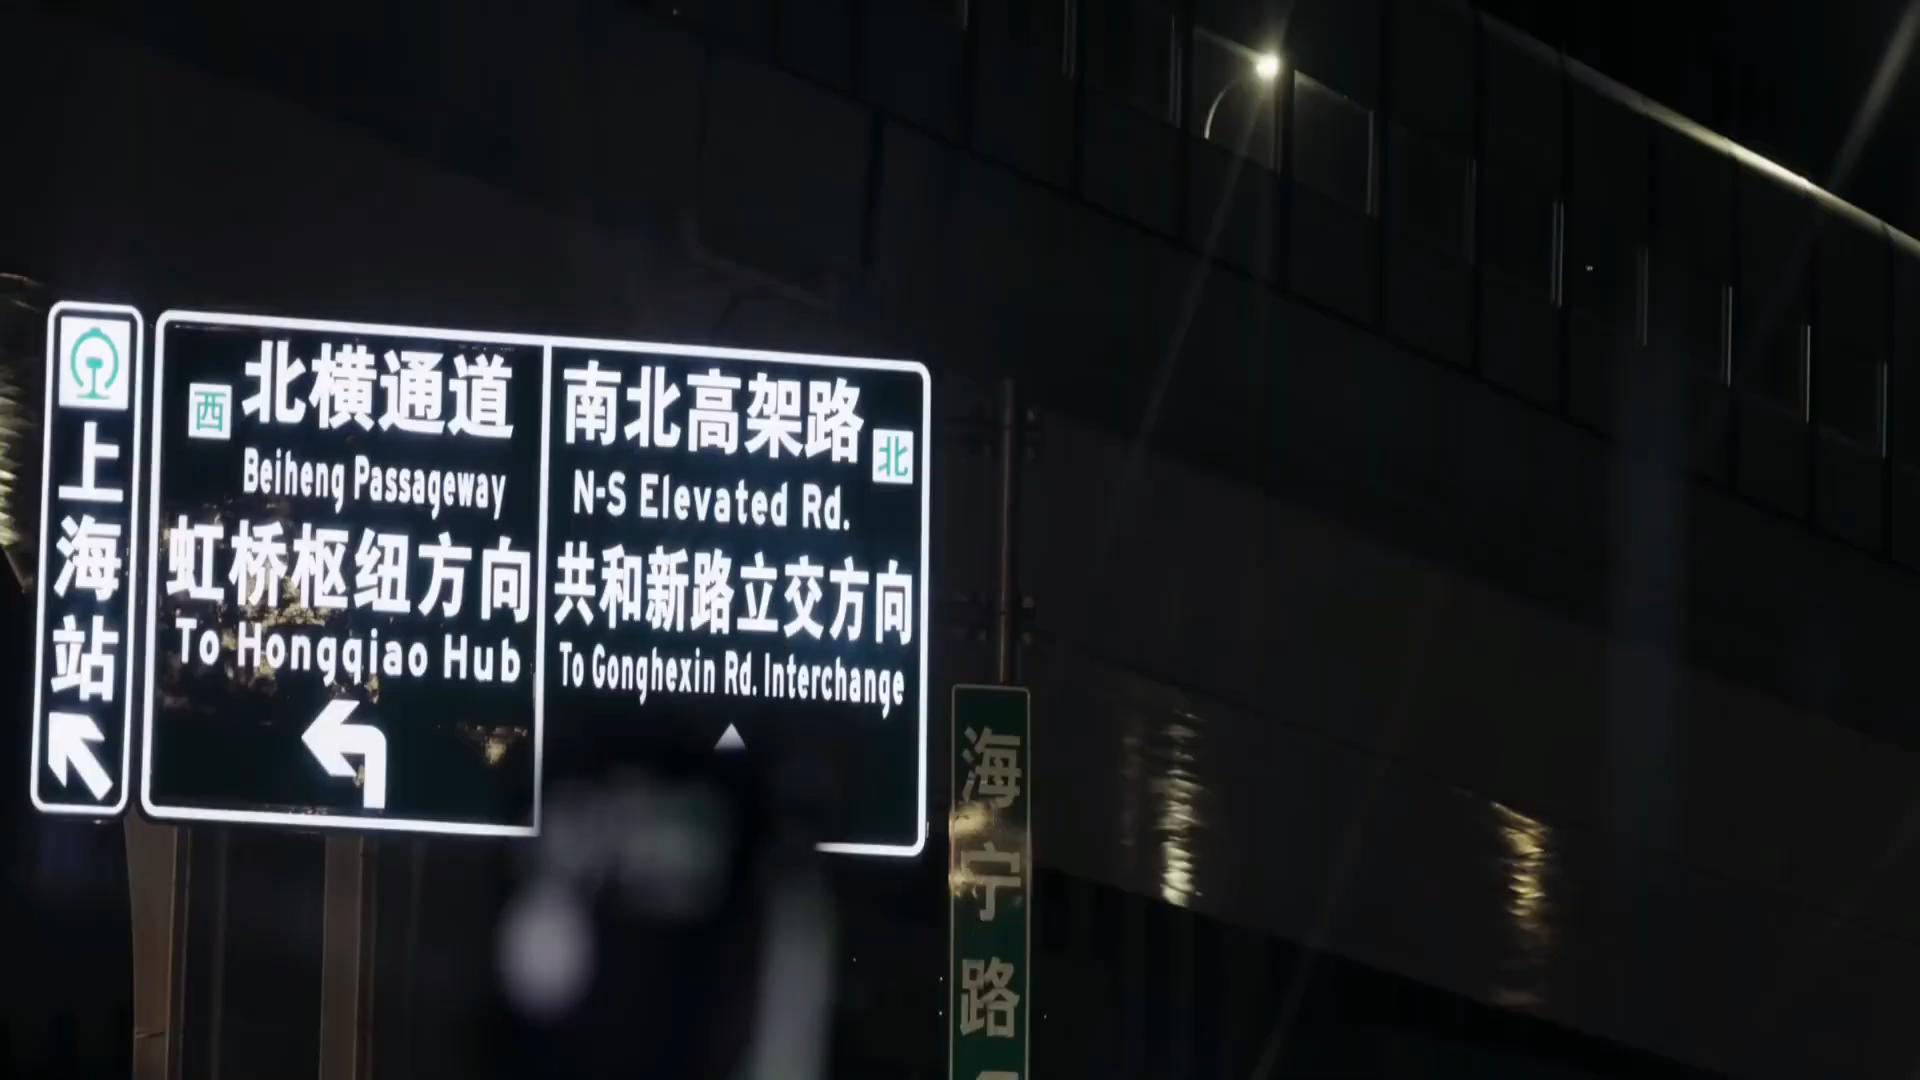 上海站
西
北横通道
Beiheng Passageway
虹桥枢纽方向
To Hongqiao Hub
南北高架路
北
N-S Elevated Rd.
共和新路立交方向
To Gonghexin Rd. Interchange
海宁路